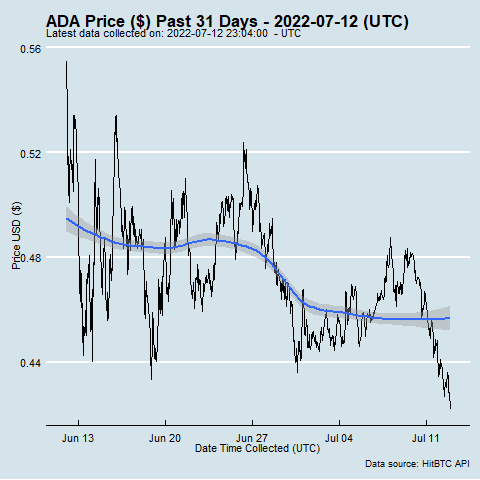 ADA Price ($) Past 31 Days - 2022-07-12 (UTC)
Latest data collected on: 2022-07-12 23:04:00 - UTC
0.56
0.52
0.48
0.44
Price USD ($)
Jun 13
Jun 20
Jun 27
Jul 04
Jul 11
Date Time Collected (UTC)
Data source: HitBTC API